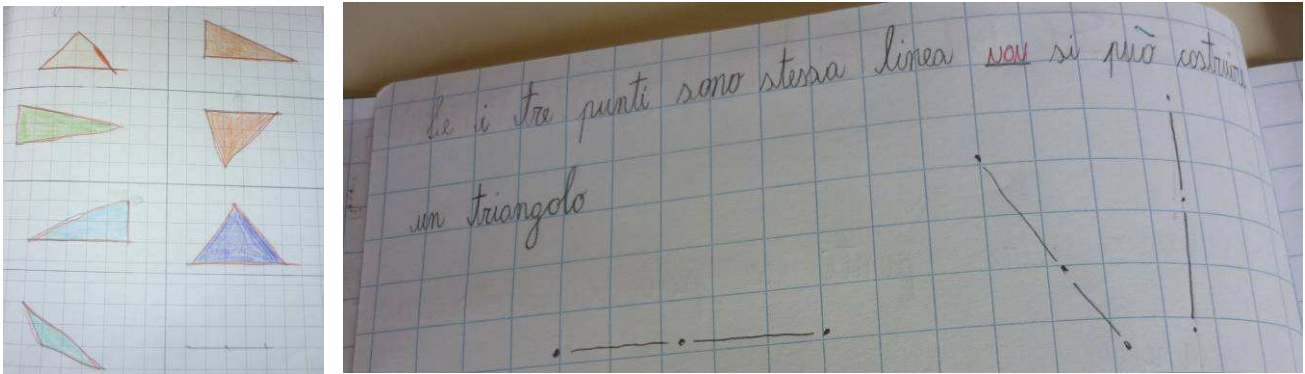 Se i tre punti sono stessa linea NON si può costruire
un triangolo